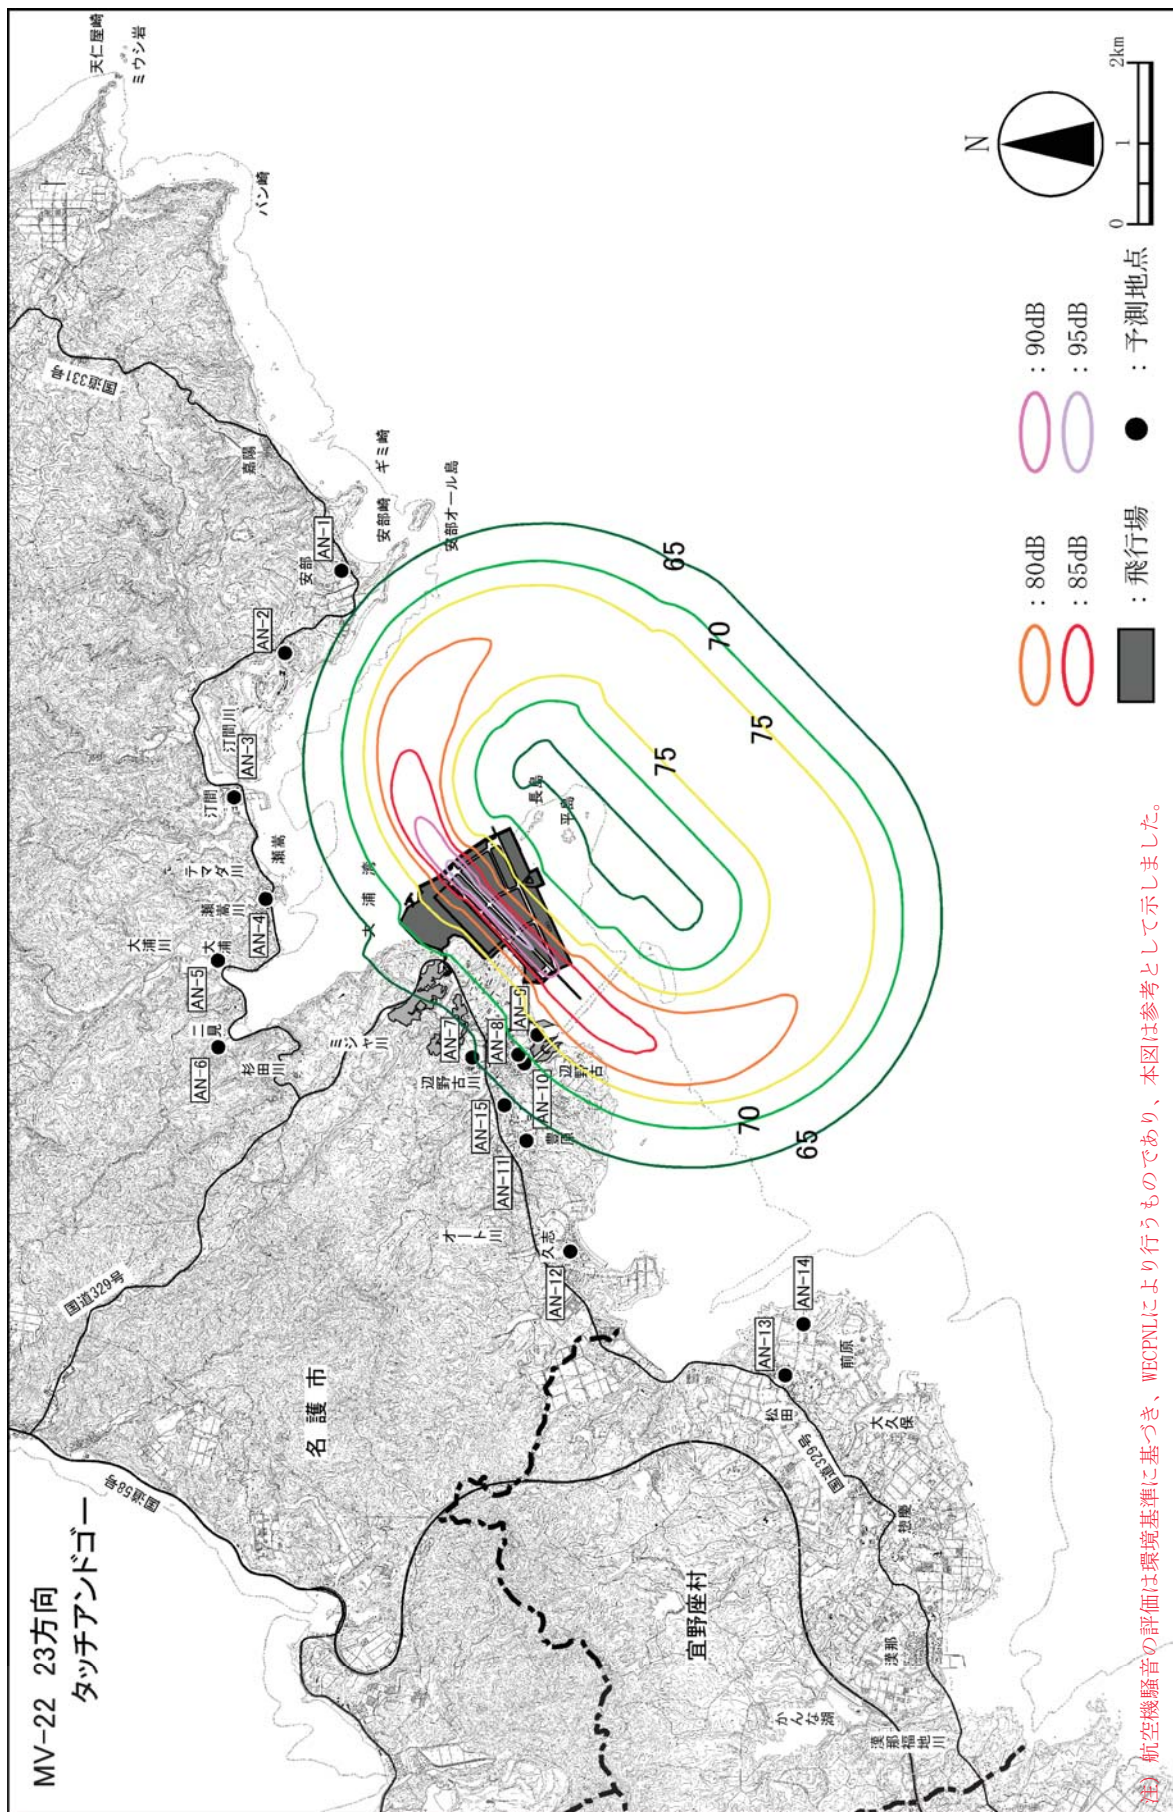 MV-22 23方向
タッチアンドゴー
天仁屋崎
ミウシ岩
バン崎
国道331号
嘉陽
ギミ崎
安部崎
安部オール島
安部
AN-1
AN-2
汀間川
AN-3
汀間
テマダ川
瀬嵩
瀬嵩川
AN-4
大浦川
大浦
AN-5
二見
AN-6
杉田川
大浦湾
ミジャ川
AN-7
辺野古川
AN-8
AN-9
辺野古
AN-10
AN-15
豊原
AN-11
オート川
久志
AN-12
長島
平島
65
70
75
75
70
65
国道329号
名護市
国道58号
AN-14
AN-13
前原
松田
大久保
国道329号
惣慶
宜野座村
漢那
かんな湖
漢那福地川
N
0 1 2km
：80dB
：90dB
：85dB
：95dB
：飛行場
：予測地点
注）航空機騒音の評価は環境基準に基づき、WECPNLにより行うものであり、本図は参考として示しました。